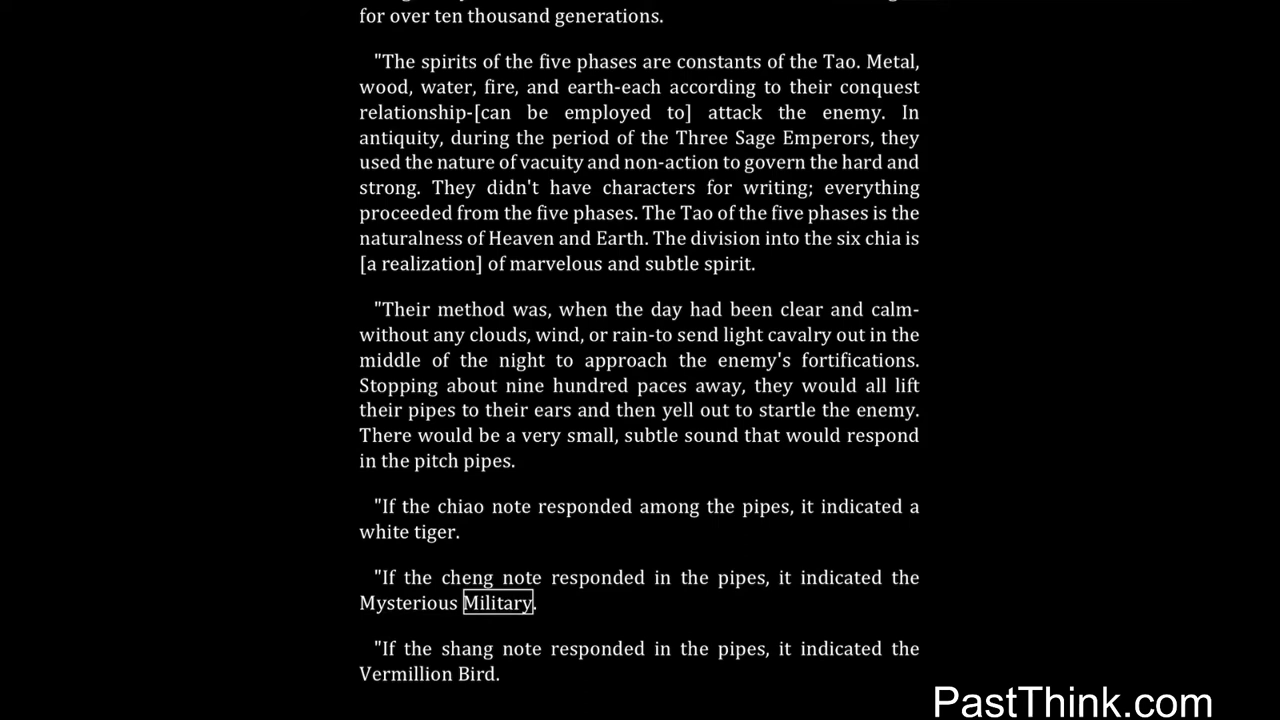 for over ten thousand generations.
"The spirits of the five phases are constants of the Tao. Metal,
wood, water, fire, and earth-each according to their conquest
relationship-[can be employed to] attack the enemy. In
antiquity, during the period of the Three Sage Emperors, they
used the nature of vacuity and non-action to govern the hard and
strong. They didn't have characters for writing; everything
proceeded from the five phases. The Tao of the five phases is the
naturalness of Heaven and Earth. The division into the six chia is
[a realization] of marvelous and subtle spirit.
"Their method was, when the day had been clear and calm-
without any clouds, wind, or rain-to send light cavalry out in the
middle of the night to approach the enemy's fortifications.
Stopping about nine hundred paces away, they would all lift
their pipes to their ears and then yell out to startle the enemy.
There would be a very small, subtle sound that would respond
in the pitch pipes.
"If the chiao note responded among the pipes, it indicated a
white tiger.
"If the cheng note responded in the pipes, it indicated the
Mysterious Military.
"If the shang note responded in the pipes, it indicated the
Vermillion Bird.
PastThink.com